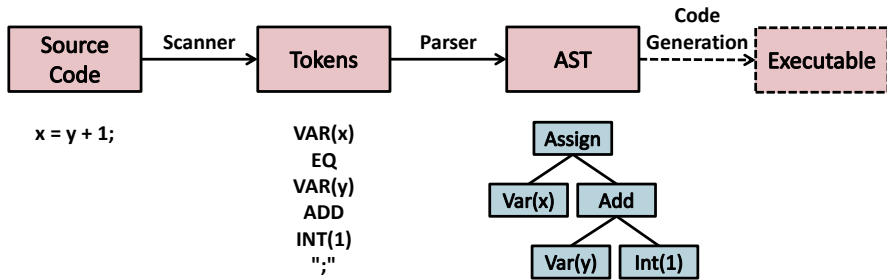 Source Code
Scanner
Tokens
Parser
AST
Code Generation
Executable
x = y + 1;
VAR(x)
EQ
VAR(y)
ADD
INT(1)
";"
Assign
Var(x)
Add
Var(y)
Int(1)